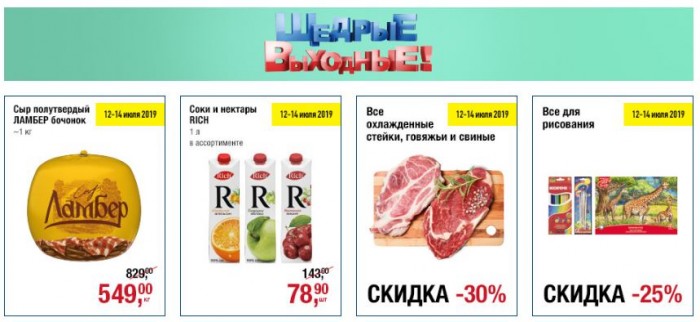 ЩЕДРЫЕ
ВЫХОДНЫЕ!
Сыр полутвердый
ЛАМБЕР бочонок
~1 кг
12-14 июля 2019
Ламбер
829,00
549,00 кг
Соки и нектары
RICH
1 л
в ассортименте
12-14 июля 2019
Rich Rich Rich
R R R
143,00
78,90 шт
Все
охлажденные
стейки, говяжьи и свиные
12-14 июля 2019
СКИДКА -30%
Все для
рисования
12-14 июля 2019
СКИДКА -25%